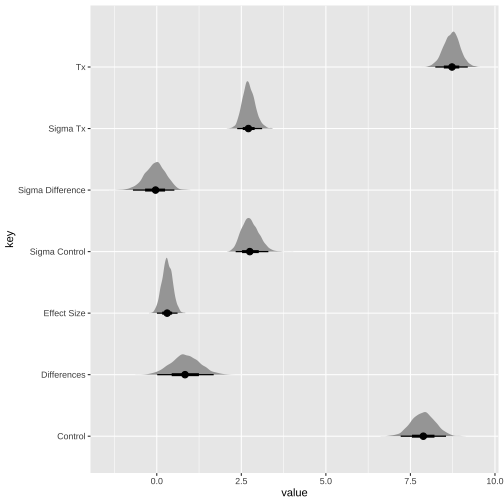 Tx
Sigma Tx
Sigma Difference
Sigma Control
Effect Size
Differences
Control
key
0.0 2.5 5.0 7.5 10.0
value